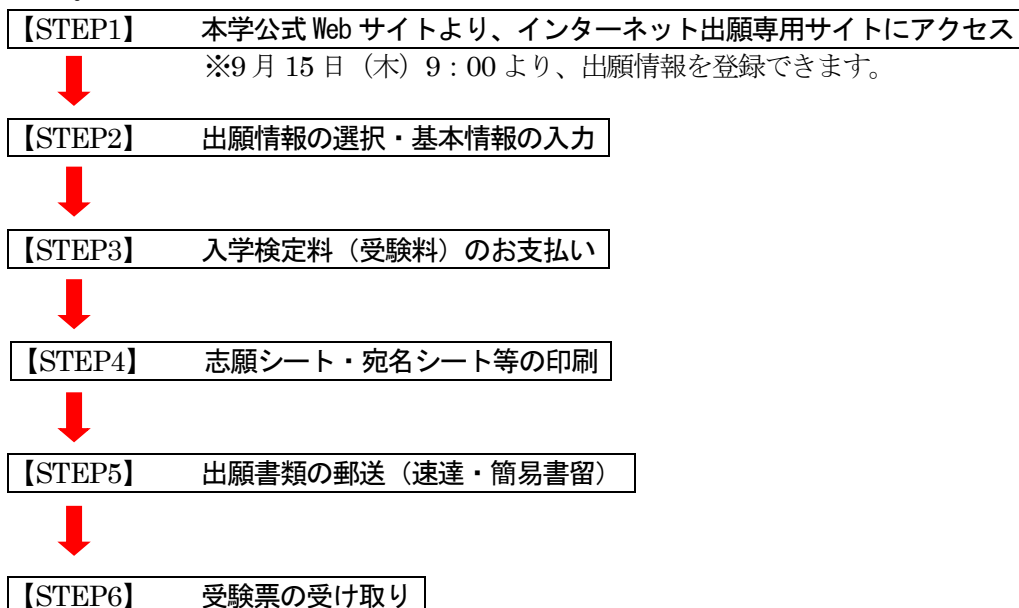 【STEP1】 本学公式 Web サイトより、インターネット出願専用サイトにアクセス
※9 月 15 日（木）9：00 より、出願情報を登録できます。
【STEP2】 出願情報の選択・基本情報の入力
【STEP3】 入学検定料（受験料）のお支払い
【STEP4】 志願シート・宛名シート等の印刷
【STEP5】 出願書類の郵送（速達・簡易書留）
【STEP6】 受験票の受け取り